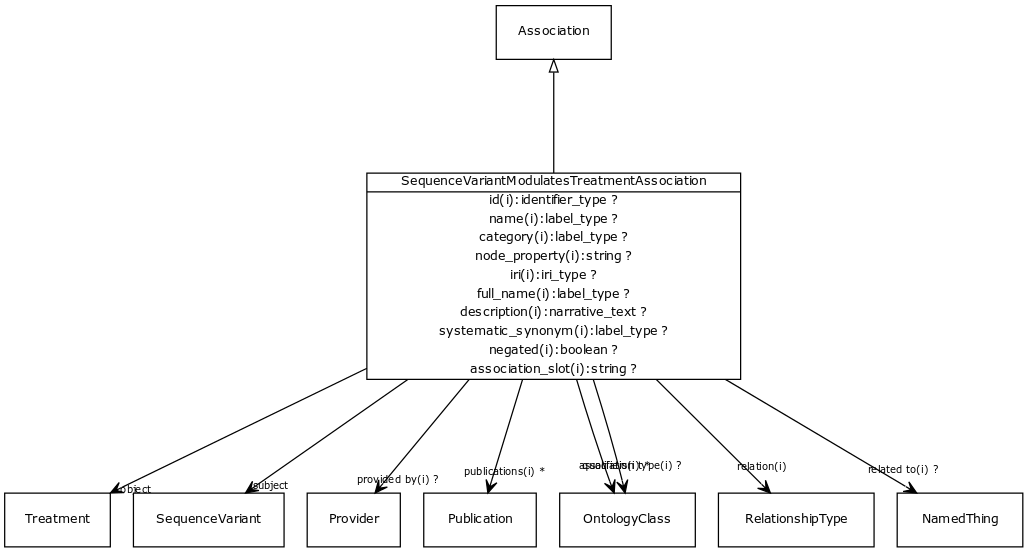 Association
SequenceVariantModulatesTreatmentAssociation
id(i):identifier_type ?
name(i):label_type ?
category(i):label_type ?
node_property(i):string ?
iri(i):iri_type ?
full_name(i):label_type ?
description(i):narrative_text ?
systematic_synonym(i):label_type ?
negated(i):boolean ?
association_slot(i):string ?
object
subject
provided by(i) ?
publications(i) *
type(i) ?
relation(i)
related to(i) ?
Treatment
SequenceVariant
Provider
Publication
OntologyClass
RelationshipType
NamedThing